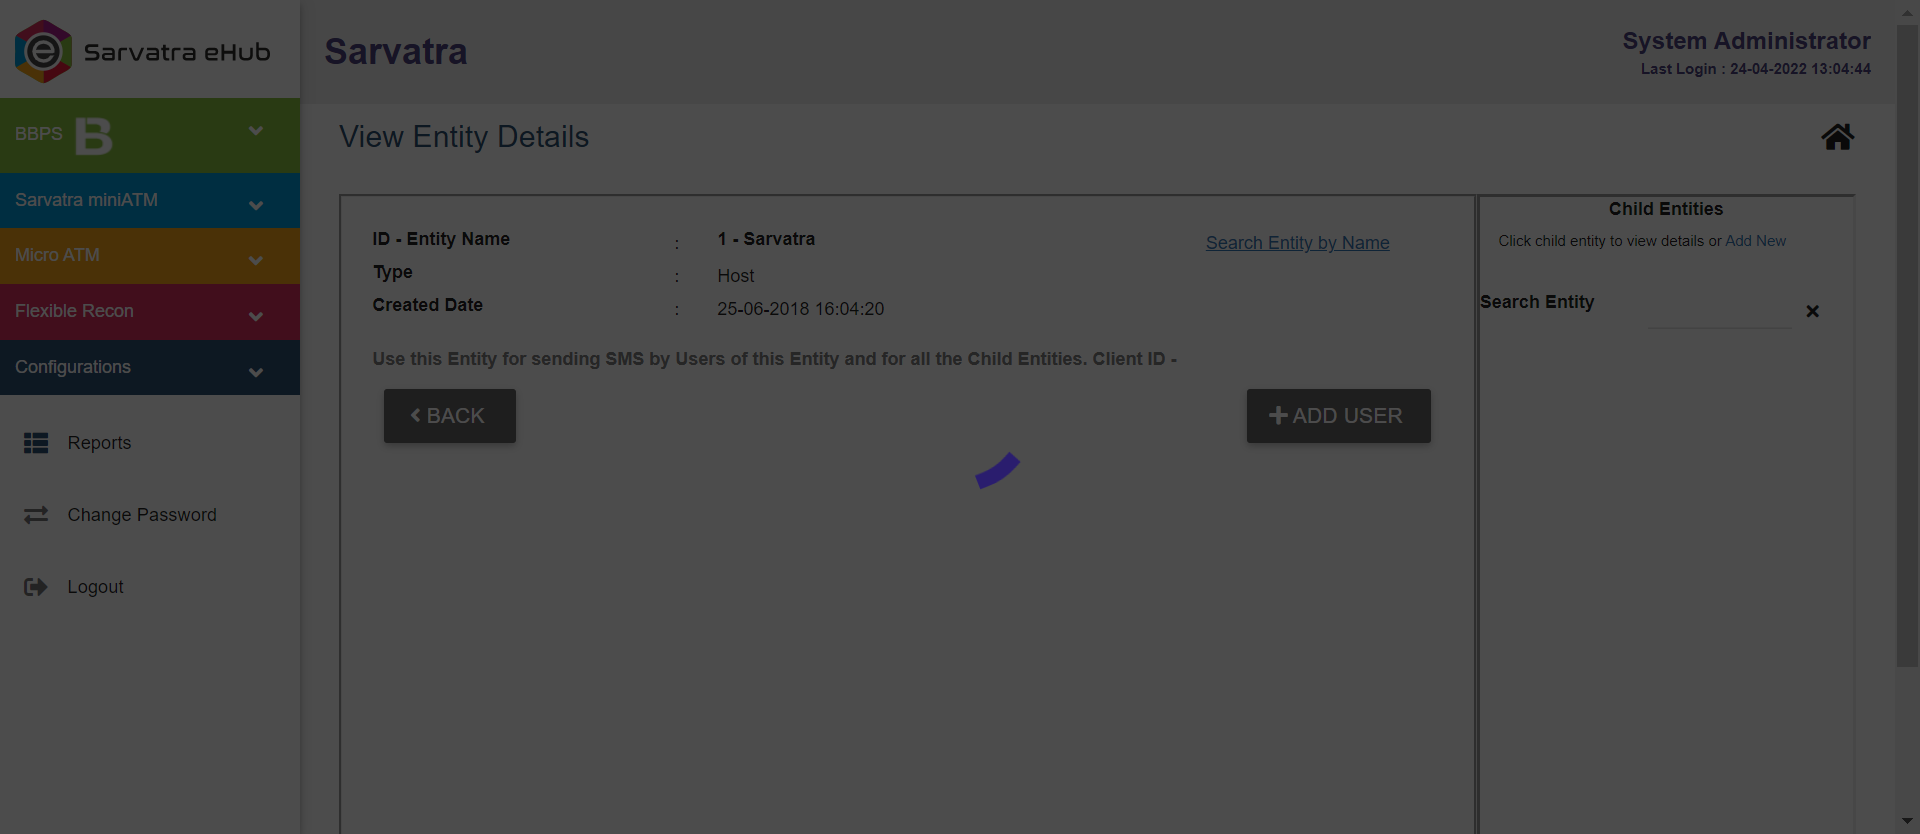 Sarvatra eHub
Sarvatra
System Administrator
Last Login : 24-04-2022 13:04:44
BBPS B
Sarvatra miniATM
Micro ATM
Flexible Recon
Configurations
Reports
Change Password
Logout
View Entity Details
ID - Entity Name : 1 - Sarvatra
Search Entity by Name
Type : Host
Created Date : 25-06-2018 16:04:20
Use this Entity for sending SMS by Users of this Entity and for all the Child Entities. Client ID -
BACK
ADD USER
Child Entities
Click child entity to view details or Add New
Search Entity